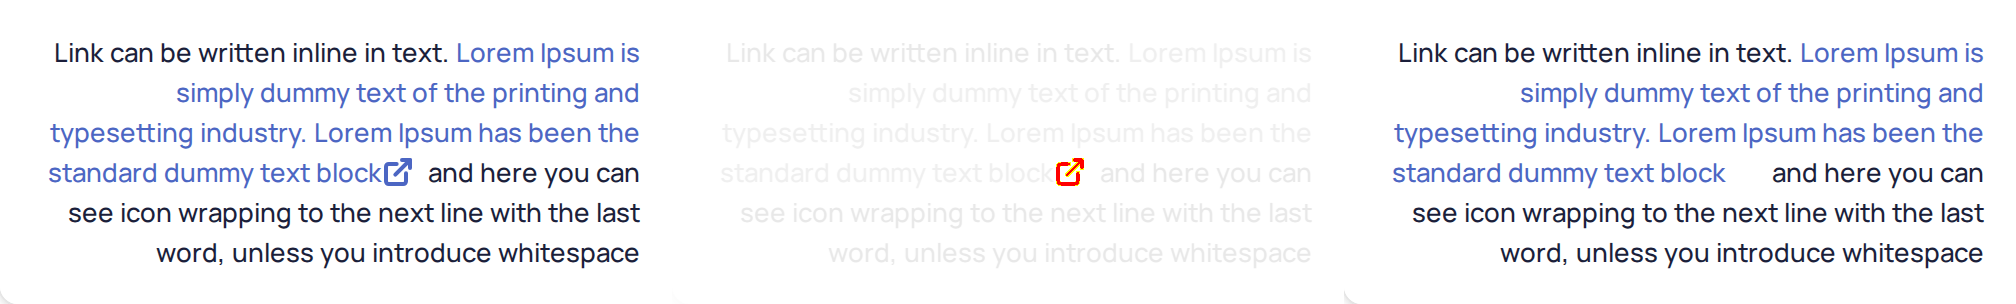 Link can be written inline in text. Lorem Ipsum is
simply dummy text of the printing and
typesetting industry. Lorem Ipsum has been the
standard dummy text block and here you can
see icon wrapping to the next line with the last
word, unless you introduce whitespace
Link can be written inline in text. Lorem Ipsum is
simply dummy text of the printing and
typesetting industry. Lorem Ipsum has been the
standard dummy text block and here you can
see icon wrapping to the next line with the last
word, unless you introduce whitespace
Link can be written inline in text. Lorem Ipsum is
simply dummy text of the printing and
typesetting industry. Lorem Ipsum has been the
standard dummy text block and here you can
see icon wrapping to the next line with the last
word, unless you introduce whitespace